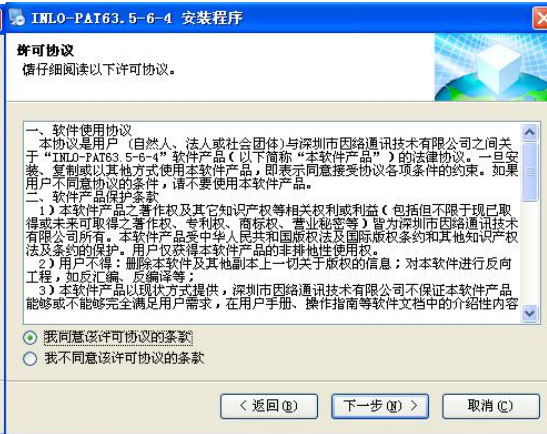 INLO-PAT63.5-6-4 安装程序
许可协议
请仔细阅读以下许可协议。
一、软件使用协议
本协议是用户 (自然人、法人或社会团体)与深圳市因络通讯技术有限公司之间关
于“INLO-PAT63.5-6-4”软件产品(以下简称“本软件产品”)的法律协议。一旦安
装、复制或以其他方式使用本软件产品,即表示同意接受协议各项条件的约束。如果
用户不同意协议的条件,请不要使用本软件产品。
二、软件产品保护条款
1)本软件产品之著作权及其它知识产权等相关权利或利益(包括但不限于现已取
得或未来可取得之著作权、专利权、商标权、营业秘密等)皆为深圳市因络通讯技术
有限公司所有。本软件产品受中华人民共和国版权法及国际版权条约和其他知识产权
法及条约的保护。用户仅获得本软件产品的非排他性使用权。
2)用户不得:删除本软件及其他副本上一切关于版权的信息;对本软件进行反向
工程,如反汇编、反编译等;
3)本软件产品以现状方式提供,深圳市因络通讯技术有限公司不保证本软件产品
能够或不能够完全满足用户需求,在用户手册、操作指南等软件文档中的介绍性内容
我同意该许可协议的条款
我不同意该许可协议的条款
< 返回(B)
下一步(N) >
取消(C)